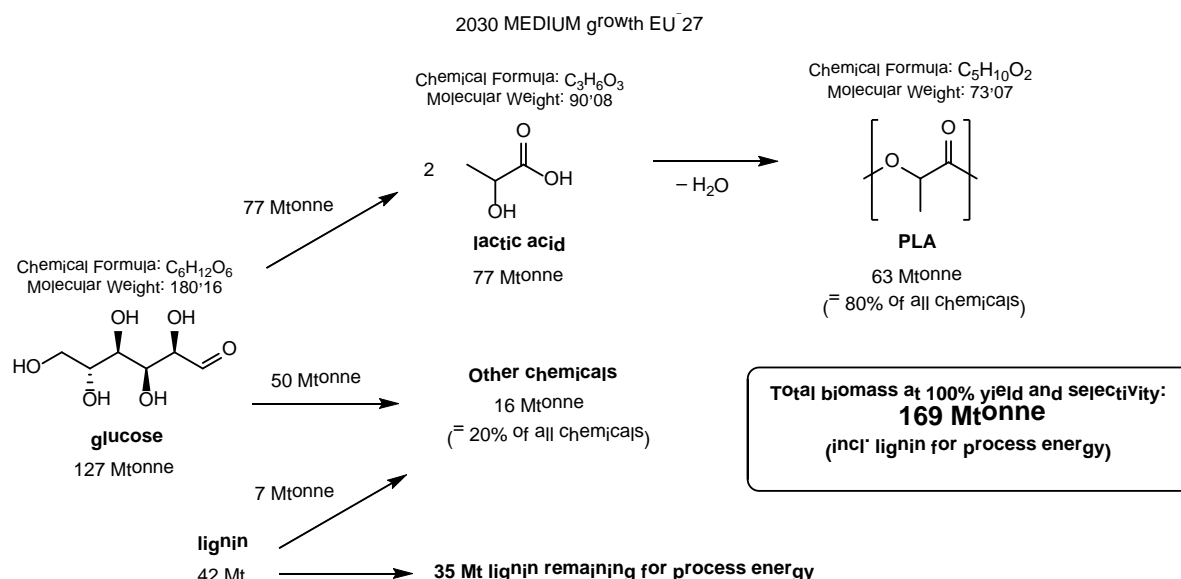 2030 MEDIUM growth EU-27
Chemical Formula: C3H6O3
Molecular Weight: 90.08
Chemical Formula: C5H10O2
Molecular Weight: 73.07
O
OH
OH
2
lactic acid
77 Mtonne
– H2O
O
O
PLA
63 Mtonne
(= 80% of all chemicals)
77 Mtonne
Chemical Formula: C6H12O6
Molecular Weight: 180.16
OH
OH
O
HO
OH
OH
glucose
127 Mtonne
50 Mtonne
Other chemicals
16 Mtonne
(= 20% of all chemicals)
Total biomass at 100% yield and selectivity:
169 Mtonne
(incl. lignin for process energy)
7 Mtonne
lignin
42 Mt
35 Mt lignin remaining for process energy